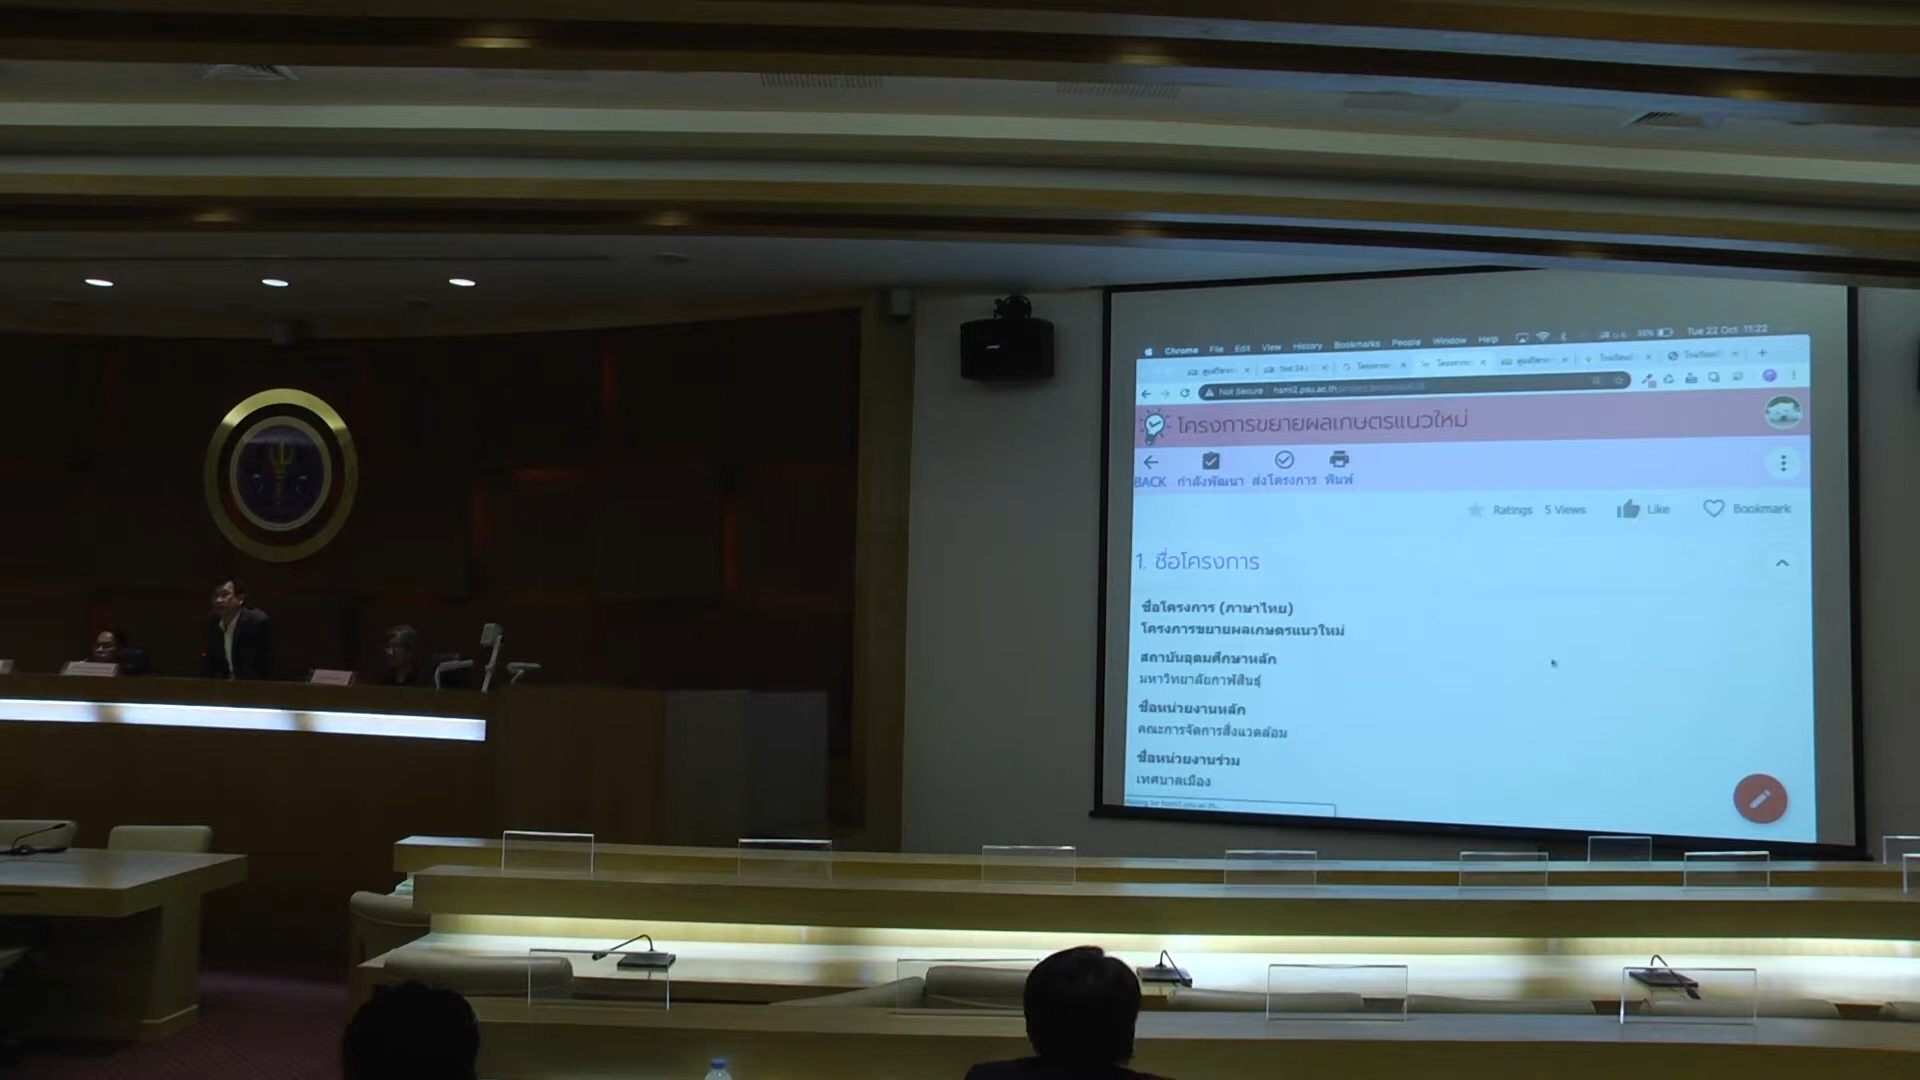 Chrome File Edit View History Bookmarks People Window Help
Tue 22 Oct 11:22
Not Secure hsmi2.psu.ac.th
โครงการขยายผลเกษตรแนวใหม่
BACK กำลังพัฒนา ส่งโครงการ พิมพ์
Ratings 5 Views Like Bookmark
1. ชื่อโครงการ
ชื่อโครงการ (ภาษาไทย)
โครงการขยายผลเกษตรแนวใหม่
สถาบันอุดมศึกษาหลัก
มหาวิทยาลัยกาฬสินธุ์
ชื่อหน่วยงานหลัก
คณะการจัดการสิ่งแวดล้อม
ชื่อหน่วยงานร่วม
เทศบาลเมือง